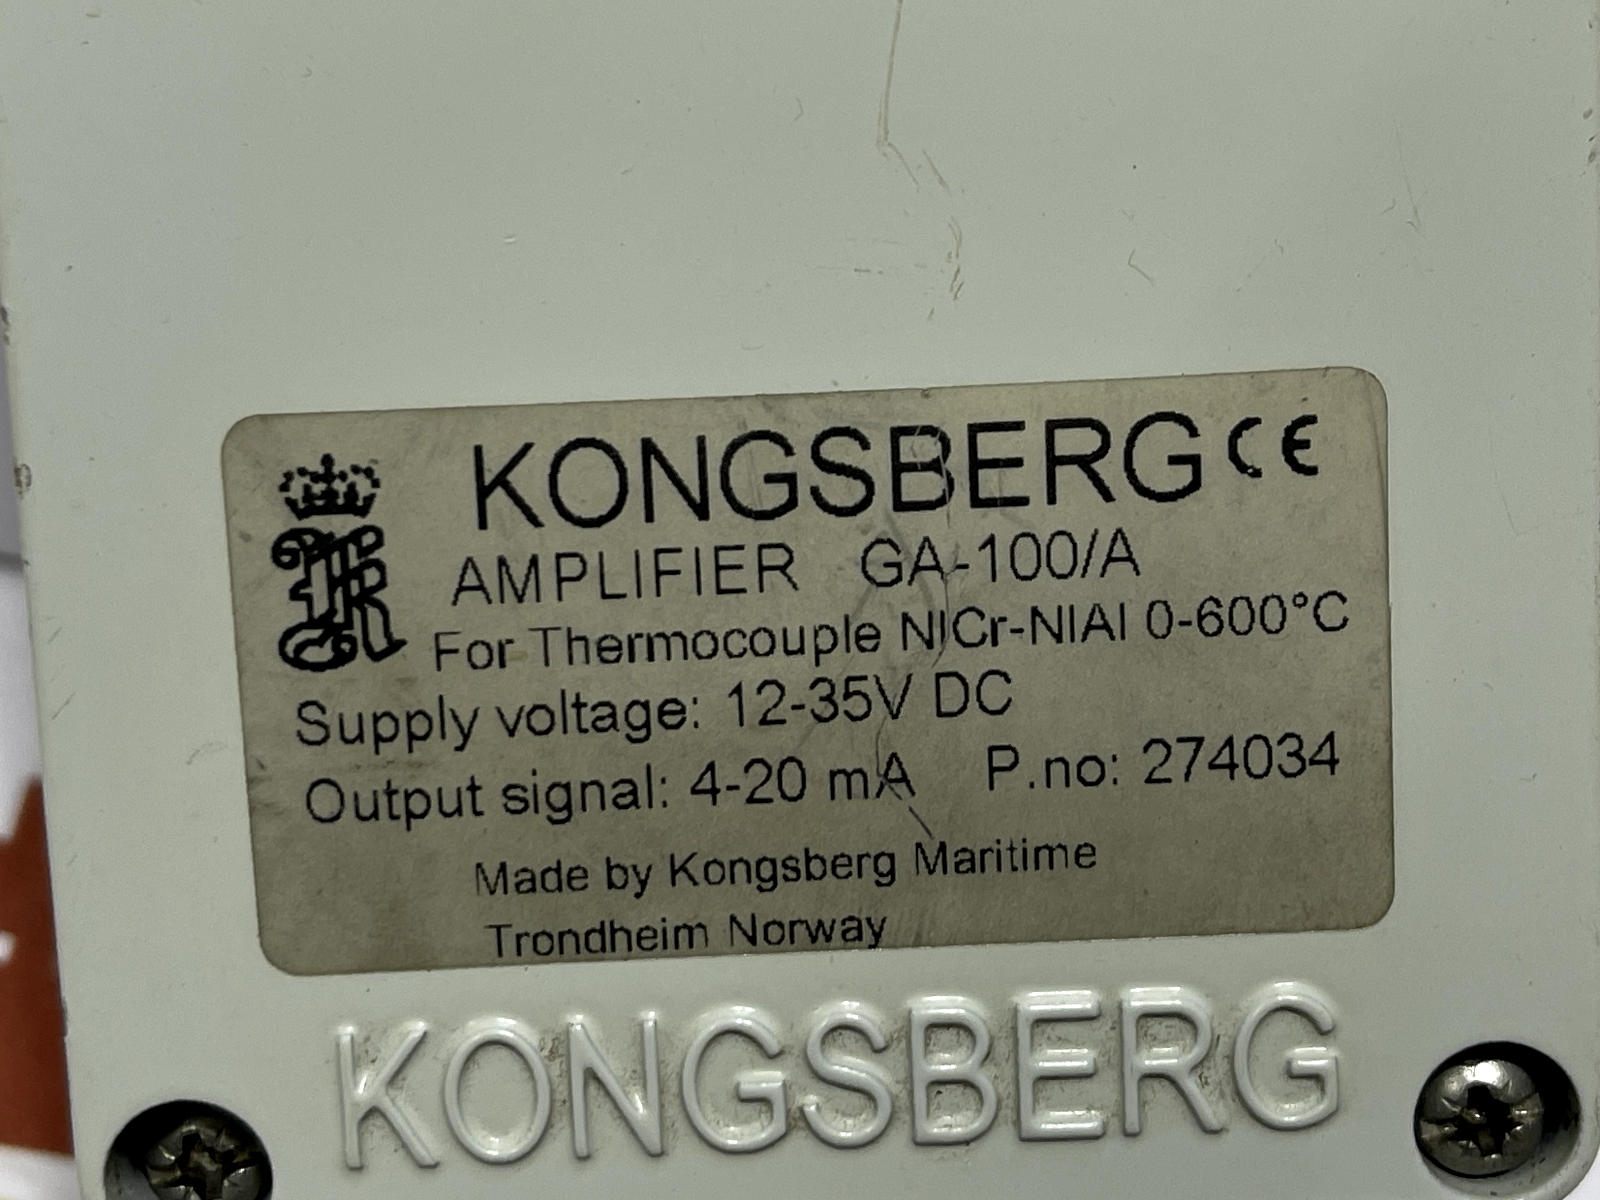 KONGSBERG CE
AMPLIFIER GA-100/A
For Thermocouple NICr-NIAl 0-600°C
Supply voltage: 12-35V DC
Output signal: 4-20 mA P.no: 274034
Made by Kongsberg Maritime
Trondheim Norway
KONGSBERG